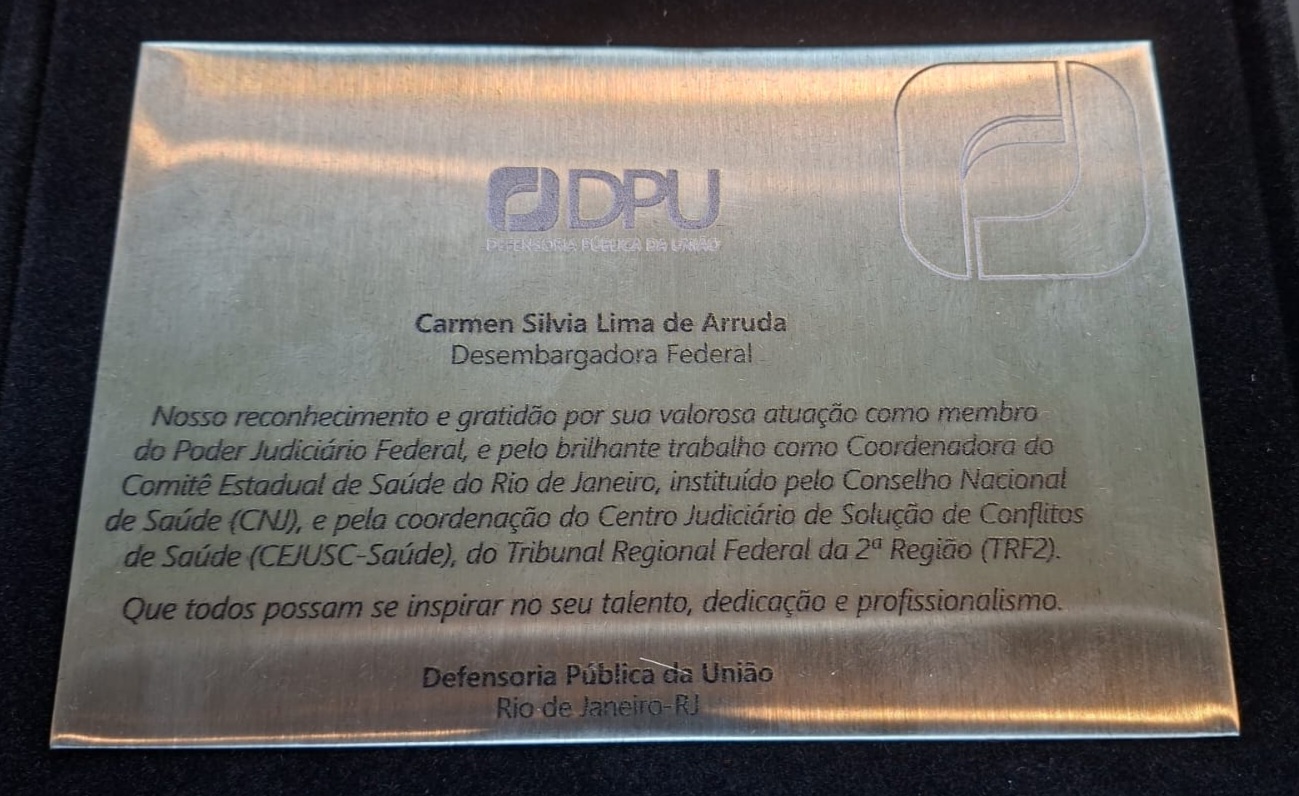 DPU
DEFENSORIA PÚBLICA DA UNIÃO
Carmen Silvia Lima de Arruda
Desembargadora Federal
Nosso reconhecimento e gratidão por sua valorosa atuação como membro
do Poder Judiciário Federal, e pelo brilhante trabalho como Coordenadora do
Comitê Estadual de Saúde do Rio de Janeiro, instituído pelo Conselho Nacional
de Saúde (CNJ), e pela coordenação do Centro Judiciário de Solução de Conflitos
de Saúde (CEJUSC-Saúde), do Tribunal Regional Federal da 2ª Região (TRF2).
Que todos possam se inspirar no seu talento, dedicação e profissionalismo.
Defensoria Pública da União
Rio de Janeiro-RJ